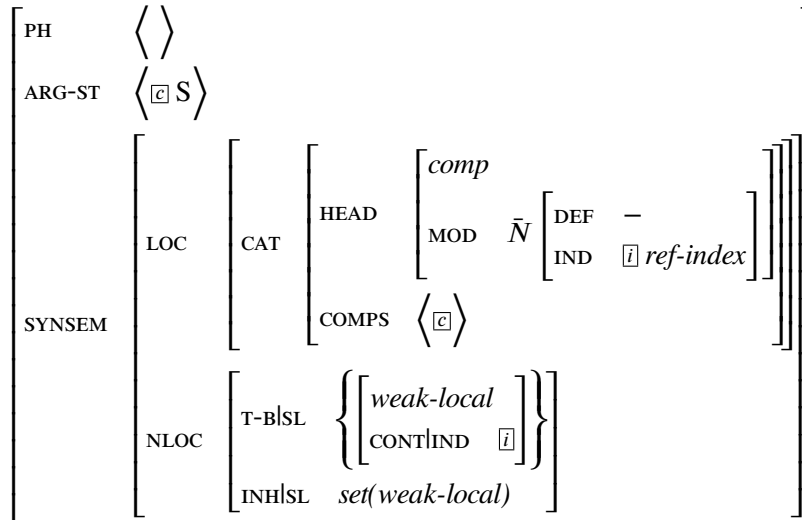 PH ⟨ ⟩
ARG-ST ⟨ c S ⟩
comp
HEAD
MOD N̄ DEF –
IND i ref-index
LOC CAT
COMPS ⟨ c ⟩
SYNSEM
weak-local
T-B|SL
CONT|IND i
NLOC
INH|SL set(weak-local)